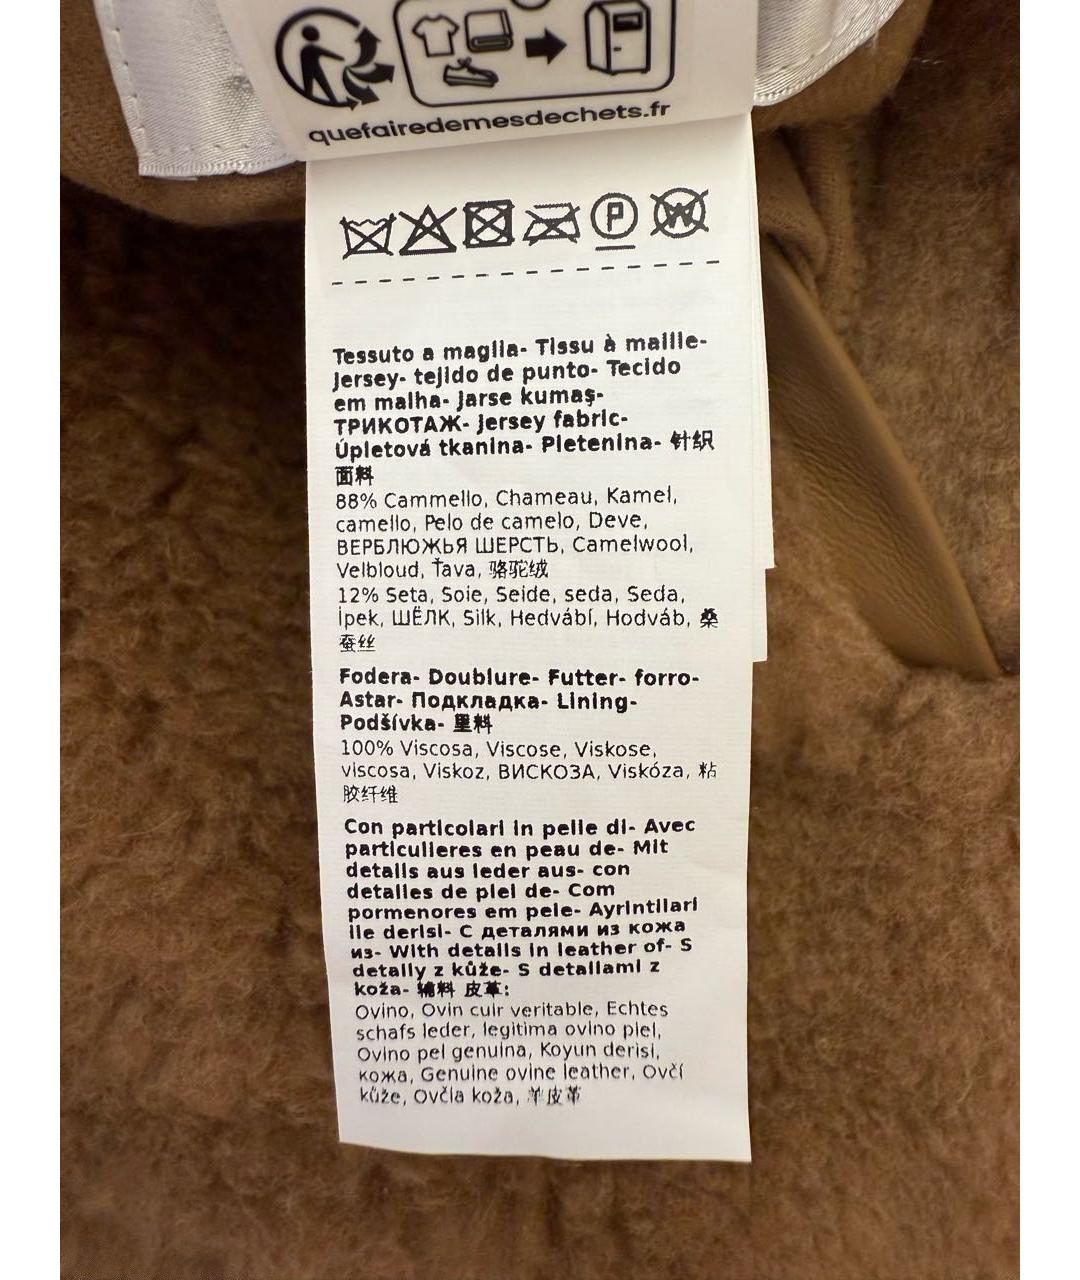 quefairedemesdechets.fr
P
W
Tessuto a maglia- Tissu à maille-
Jersey- tejido de punto- Tecido
em malha- Jarse kumaş-
ТРИКОТАЖ- Jersey fabric-
Úpletová tkanina- Pletenina- 针织
面料
88% Cammello, Chameau, Kamel,
camello, Pelo de camelo, Deve,
ВЕРБЛЮЖЬЯ ШЕРСТЬ, Camelwool,
Velbloud, Ťava, 骆驼绒
12% Seta, Soie, Seide, seda, Seda,
İpek, ШЁЛК, Silk, Hedvábí, Hodváb, 桑
蚕丝
Fodera- Doublure- Futter- forro-
Astar- Подкладка- Lining-
Podšívka- 里料
100% Viscosa, Viscose, Viskose,
viscosa, Viskoz, ВИСКОЗА, Viskóza, 粘
胶纤维
Con particolari in pelle di- Avec
particulieres en peau de- Mit
details aus leder aus- con
detalles de piel de- Com
pormenores em pele- Ayrintilari
ile derisi- С деталями из кожа
из- With details in leather of- S
detaily z kůže- S detailami z
koža- 辅料 皮革:
Ovino, Ovin cuir veritable, Echtes
schafs leder, legitima ovino piel,
Ovino pel genuina, Koyun derisi,
кожа, Genuine ovine leather, Ovčí
kůže, Ovčia koža, 羊皮革